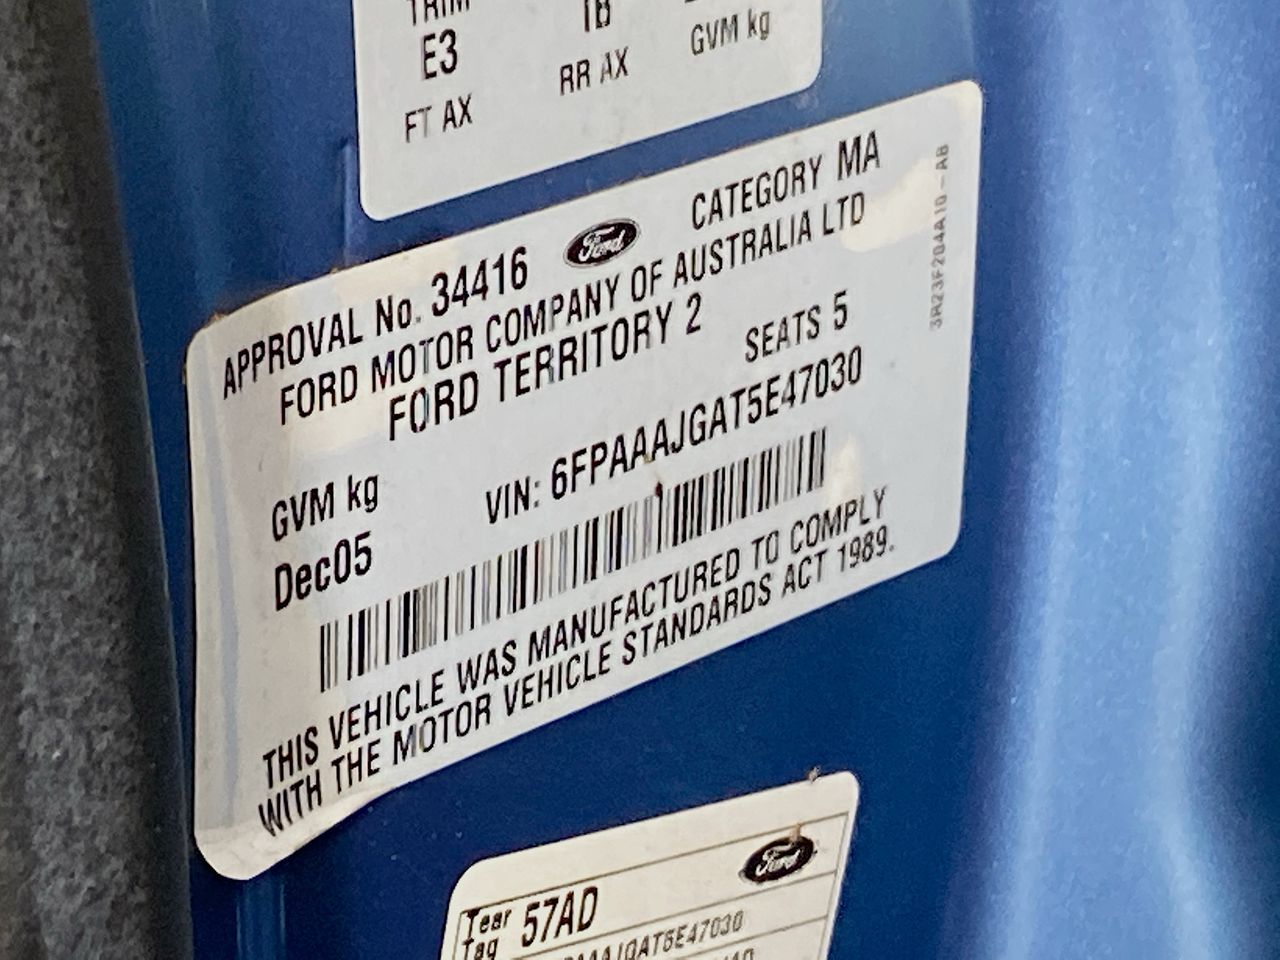 TRIM
E3
FT AX
RR AX
GVM kg
APPROVAL No. 34416 Ford CATEGORY MA
FORD MOTOR COMPANY OF AUSTRALIA LTD
FORD TERRITORY 2
SEATS 5
GVM kg
VIN: 6FPAAAJGAT5E47030
Dec05
THIS VEHICLE WAS MANUFACTURED TO COMPLY
WITH THE MOTOR VEHICLE STANDARDS ACT 1989.
3R23F204A10-AB
Ford
Tear
Tag
57AD